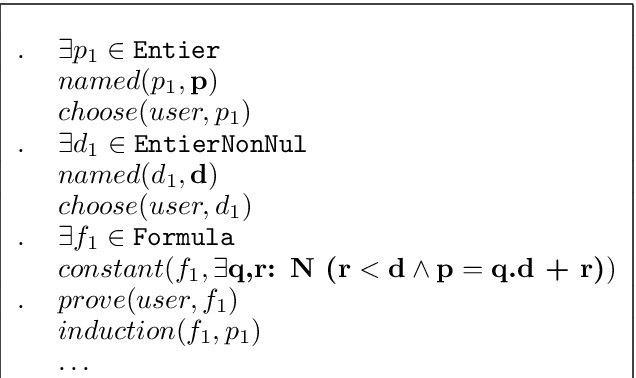 . ∃p₁ ∈ Entier
named(p₁, p)
choose(user, p₁)
. ∃d₁ ∈ EntierNonNul
named(d₁, d)
choose(user, d₁)
. ∃f₁ ∈ Formula
constant(f₁, ∃q,r: N (r < d ∧ p = q.d + r))
. prove(user, f₁)
induction(f₁, p₁)
...